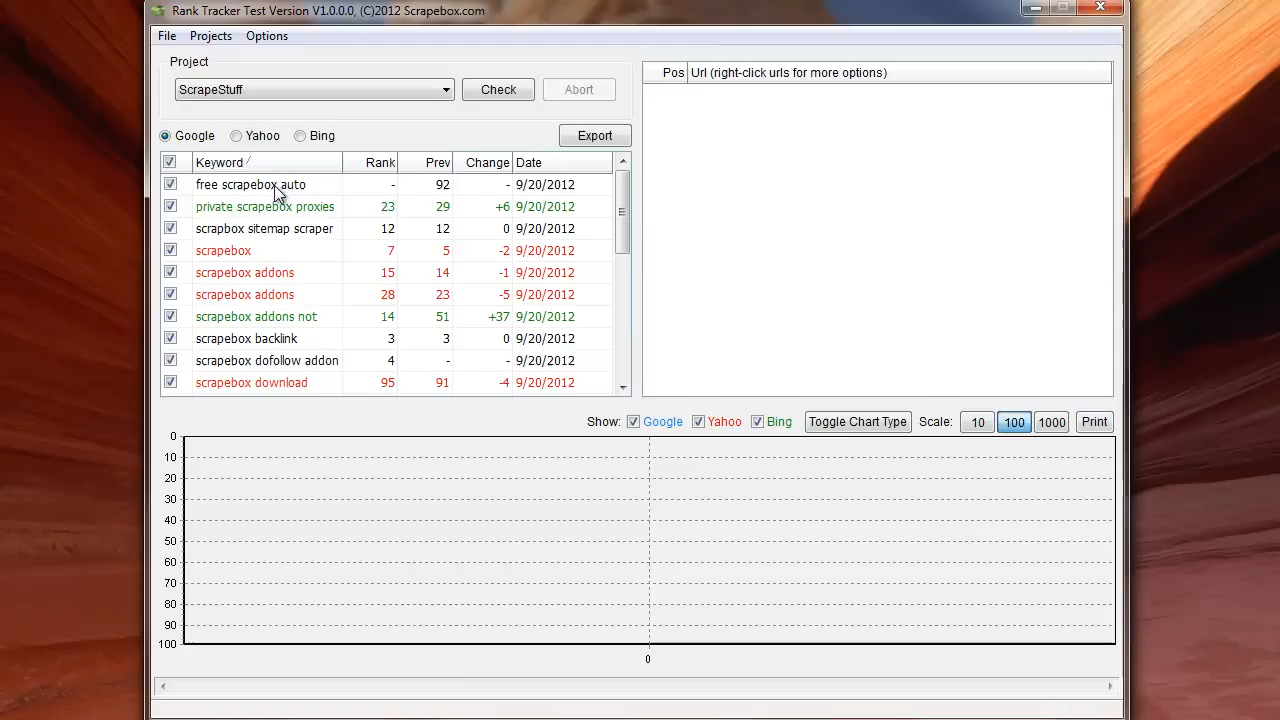 Rank Tracker Test Version V1.0.0.0, (C)2012 Scrapebox.com
File Projects Options
Project
ScrapeStuff Check Abort
Google Yahoo Bing Export
Keyword Rank Prev Change Date
free scrapebox auto - 92 - 9/20/2012
private scrapebox proxies 23 29 +6 9/20/2012
scrapbox sitemap scraper 12 12 0 9/20/2012
scrapebox 7 5 -2 9/20/2012
scrapebox addons 15 14 -1 9/20/2012
scrapebox addons 28 23 -5 9/20/2012
scrapebox addons not 14 51 +37 9/20/2012
scrapebox backlink 3 3 0 9/20/2012
scrapebox dofollow addon 4 - - 9/20/2012
scrapebox download 95 91 -4 9/20/2012
Pos Url (right-click urls for more options)
Show: Google Yahoo Bing Toggle Chart Type Scale: 10 100 1000 Print
0
10
20
30
40
50
60
70
80
90
100
0